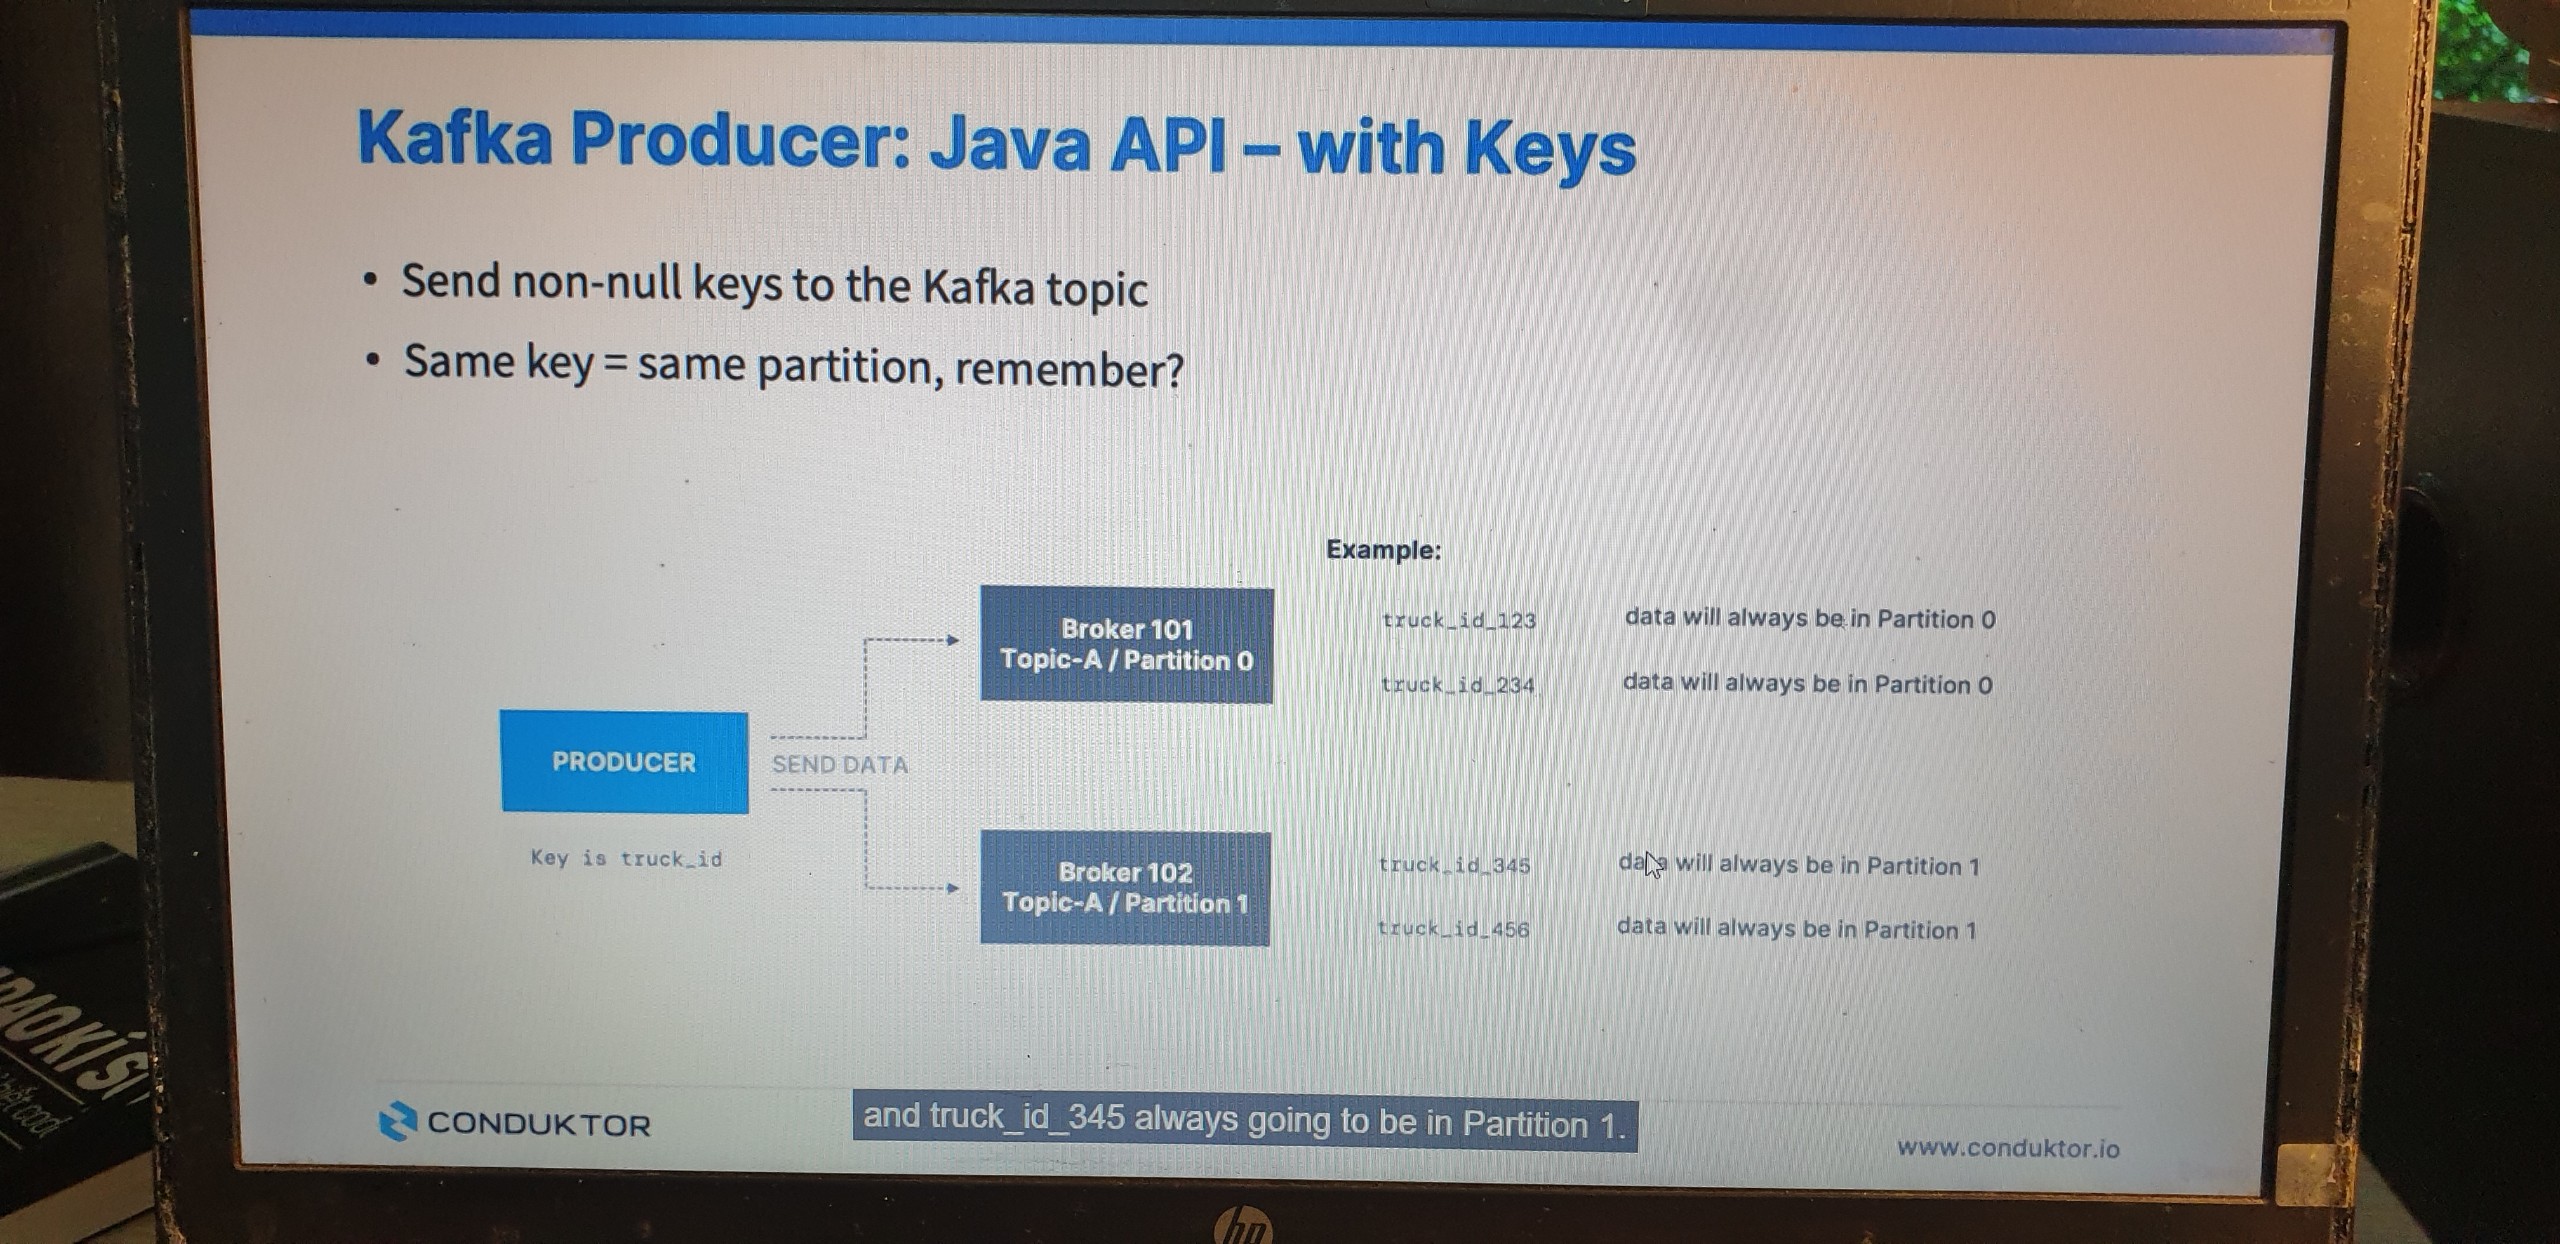 Kafka Producer: Java API – with Keys
• Send non-null keys to the Kafka topic
• Same key = same partition, remember?
Example:
Broker 101
Topic-A / Partition 0
truck_id_123 data will always be in Partition 0
truck_id_234 data will always be in Partition 0
PRODUCER
SEND DATA
Key is truck_id
Broker 102
Topic-A / Partition 1
truck_id_345 data will always be in Partition 1
truck_id_456 data will always be in Partition 1
CONDUKTOR
and truck_id_345 always going to be in Partition 1.
www.conduktor.io
hp